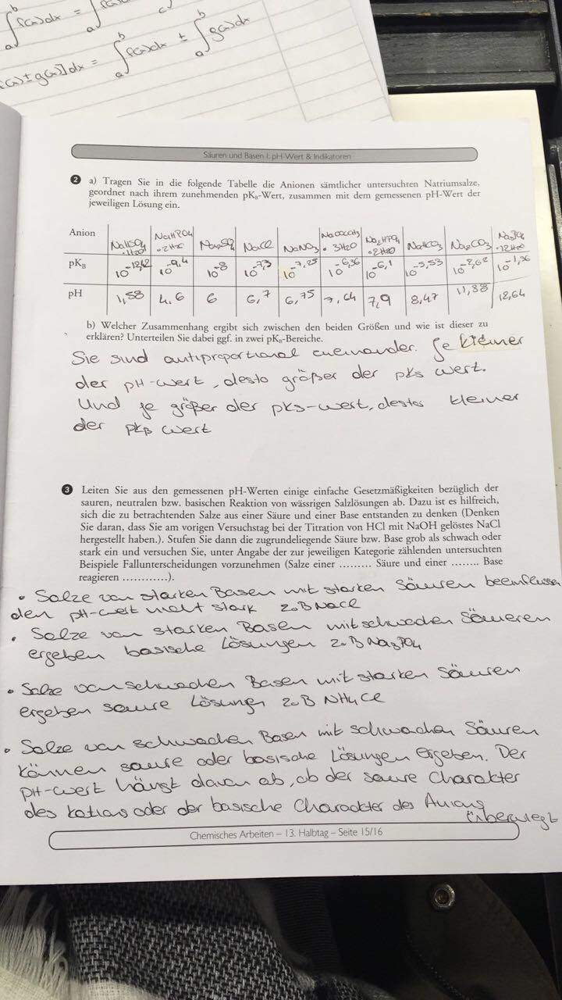 ∫ₐᵇ f(x)dx =
f(x) ± g(x)] dx = ∫ₐᵇ f(x)dx ± ∫ₐᵇ g(x)dx
Säuren und Basen I: pH-Wert & Indikatoren
2 a) Tragen Sie in die folgende Tabelle die Anionen sämtlicher untersuchten Natriumsalze,
geordnet nach ihrem zunehmenden pKB-Wert, zusammen mit dem gemessenen pH-Wert der
jeweiligen Lösung ein.
Anion NaHSO4 · H2O NaH2PO4 · 2H2O Na2SO4 NaCl NaNO3 NaOOCCH3 · 3H2O Na2HPO4 · 2H2O NaHCO3 Na2CO3 Na3PO4 · 12H2O
pKB 10^-12,42 10^-9,4 10^-8 10^-7,3 10^-7,25 10^-6,36 10^-6,1 10^-5,53 10^-2,62 10^-1,36
pH 1,58 4,6 6 6,7 6,75 7,64 7,9 8,47 11,38 12,64
b) Welcher Zusammenhang ergibt sich zwischen den beiden Größen und wie ist dieser zu
erklären? Unterteilen Sie dabei ggf. in zwei pKB-Bereiche.
Sie sind antiproportional zueinander. Je kleiner
der pH-Wert, desto größer der pKs Wert.
Und je größer der pKs-Wert, desto kleiner
der pKB Wert
3 Leiten Sie aus den gemessenen pH-Werten einige einfache Gesetzmäßigkeiten bezüglich der
sauren, neutralen bzw. basischen Reaktion von wässrigen Salzlösungen ab. Dazu ist es hilfreich,
sich die zu betrachtenden Salze aus einer Säure und einer Base entstanden zu denken (Denken
Sie daran, dass Sie am vorigen Versuchstag bei der Titration von HCl mit NaOH gelöstes NaCl
hergestellt haben.). Stufen Sie dann die zugrundeliegende Säure bzw. Base grob als schwach oder
stark ein und versuchen Sie, unter Angabe der zur jeweiligen Kategorie zählenden untersuchten
Beispiele Fallunterscheidungen vorzunehmen (Salze einer ......... Säure und einer ........ Base
reagieren ............).
• Salze von starken Basen mit starken Säuren beeinflussen
den pH-Wert nicht stark z.B NaCl
• Salze von starken Basen mit schwachen Säueren
ergeben basische Lösungen z.B Na3PO4
• Salze von schwachen Basen mit starken Säuren
ergeben saure Lösungen z.B NH4Cl
• Salze von schwachen Basen mit schwachen Säuren
können saure oder basische Lösungen ergeben. Der
pH-Wert hängt davon ab, ob der saure Charakter
des Kations oder der basische Charakter des Anions
überwiegt
Chemisches Arbeiten – 13. Halbtag – Seite 15/16